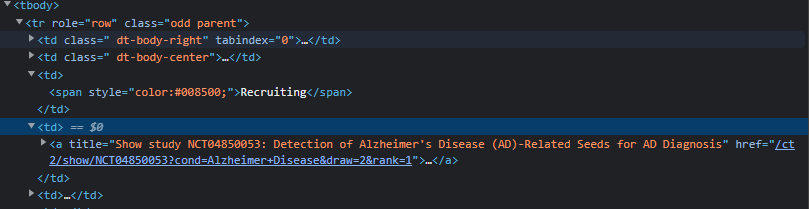 <tbody>
<tr role="row" class="odd parent">
<td class=" dt-body-right" tabindex="0">…</td>
<td class=" dt-body-center">…</td>
<td>
<span style="color:#008500;">Recruiting</span>
</td>
<td> == $0
<a title="Show study NCT04850053: Detection of Alzheimer's Disease (AD)-Related Seeds for AD Diagnosis" href="/ct
2/show/NCT04850053?cond=Alzheimer+Disease&draw=2&rank=1">…</a>
</td>
<td>…</td>